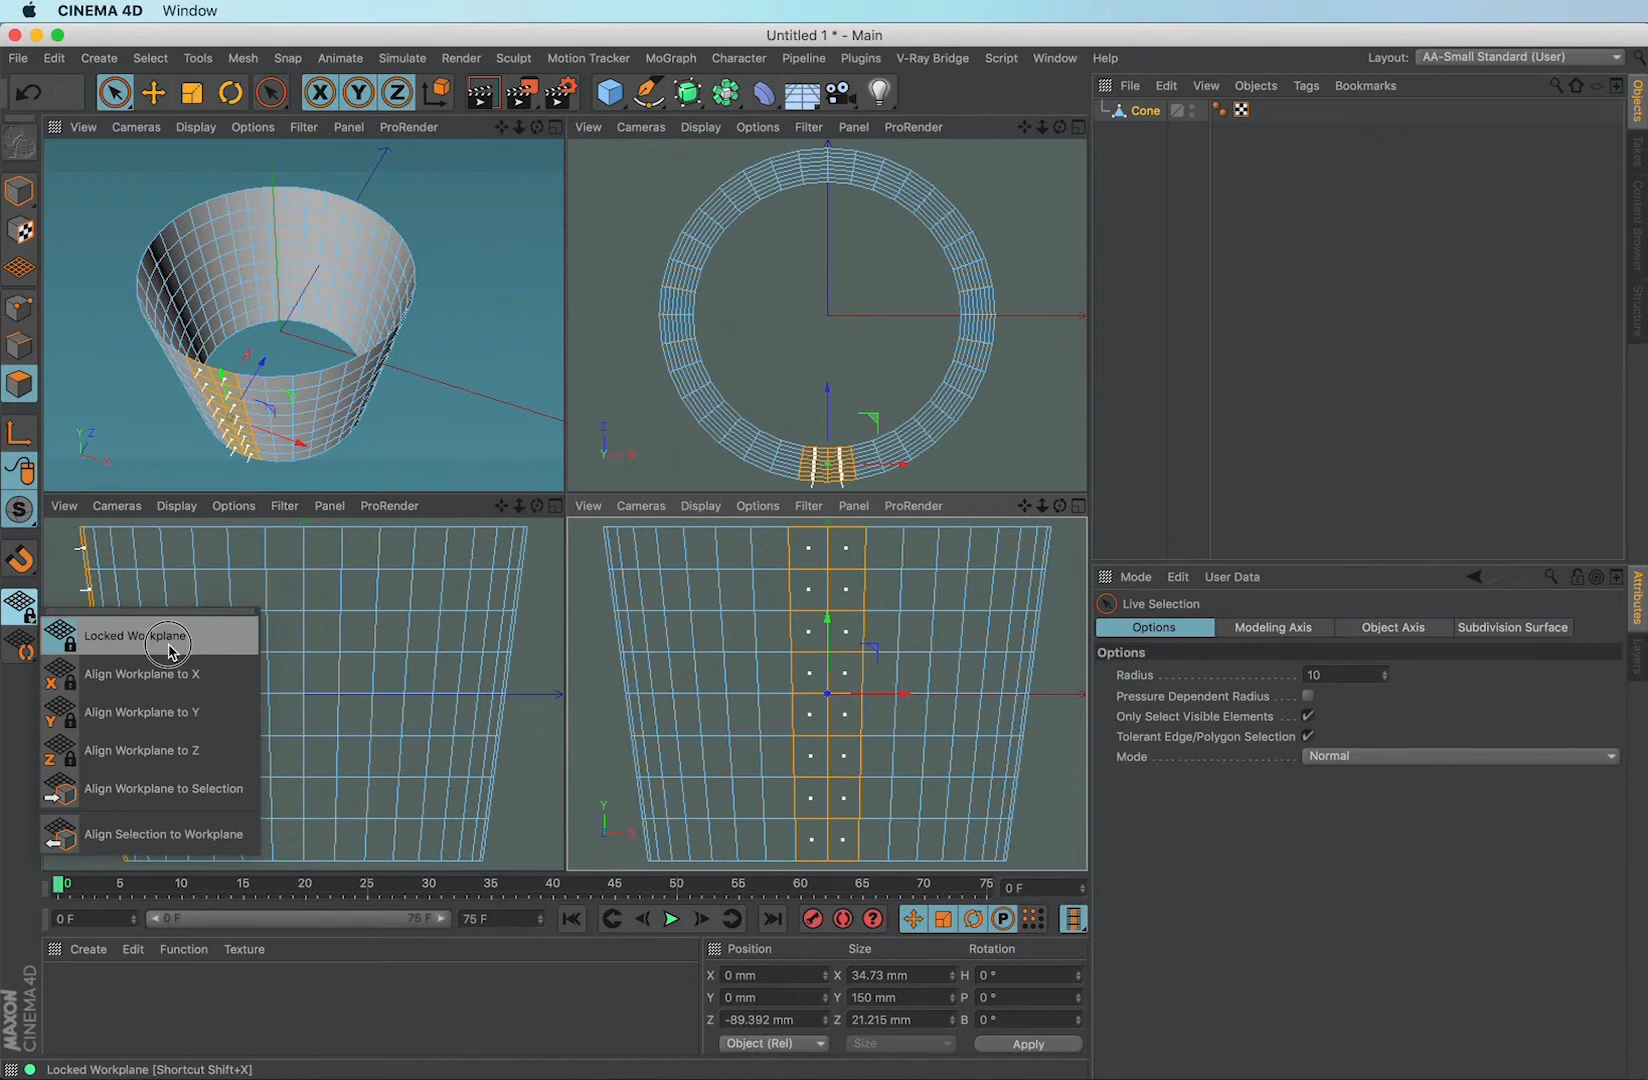 CINEMA 4D Window
Untitled 1 * - Main
File Edit Create Select Tools Mesh Snap Animate Simulate Render Sculpt Motion Tracker MoGraph Character Pipeline Plugins V-Ray Bridge Script Window Help Layout: AA-Small Standard (User)
X Y Z
File Edit View Objects Tags Bookmarks
Cone
Objects
Takes
Content Browser
Structure
View Cameras Display Options Filter Panel ProRender
View Cameras Display Options Filter Panel ProRender
Y Z
X
Z
Y X
View Cameras Display Options Filter Panel ProRender
View Cameras Display Options Filter Panel ProRender
S
Y
Z X
Locked Workplane
X Align Workplane to X
Y Align Workplane to Y
Z Align Workplane to Z
Align Workplane to Selection
Align Selection to Workplane
Mode Edit User Data
Attributes
Layers
Live Selection
Options Modeling Axis Object Axis Subdivision Surface
Options
Radius 10
Pressure Dependent Radius
Only Select Visible Elements
Tolerant Edge/Polygon Selection
Mode Normal
0 5 10 15 20 25 30 35 40 45 50 55 60 65 70 75 0 F
0 F 0 F 75 F 75 F ? P
Create Edit Function Texture
Position Size Rotation
X 0 mm X 34.73 mm H 0 °
Y 0 mm Y 150 mm P 0 °
Z -89.392 mm Z 21.215 mm B 0 °
Object (Rel) Size Apply
MAXON CINEMA 4D
Locked Workplane [Shortcut Shift+X]